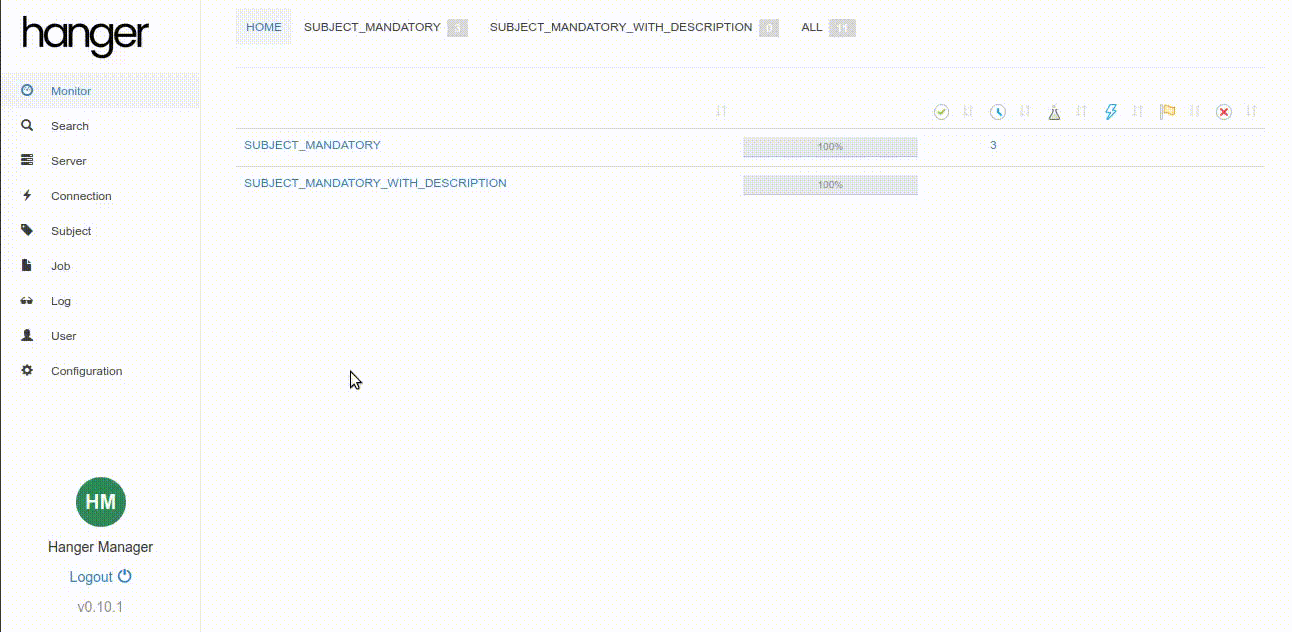 hanger
Monitor
Search
Server
Connection
Subject
Job
Log
User
Configuration
HM
Hanger Manager
Logout
v0.10.1
HOME SUBJECT_MANDATORY 3 SUBJECT_MANDATORY_WITH_DESCRIPTION 0 ALL 11
SUBJECT_MANDATORY 100% 3
SUBJECT_MANDATORY_WITH_DESCRIPTION 100%